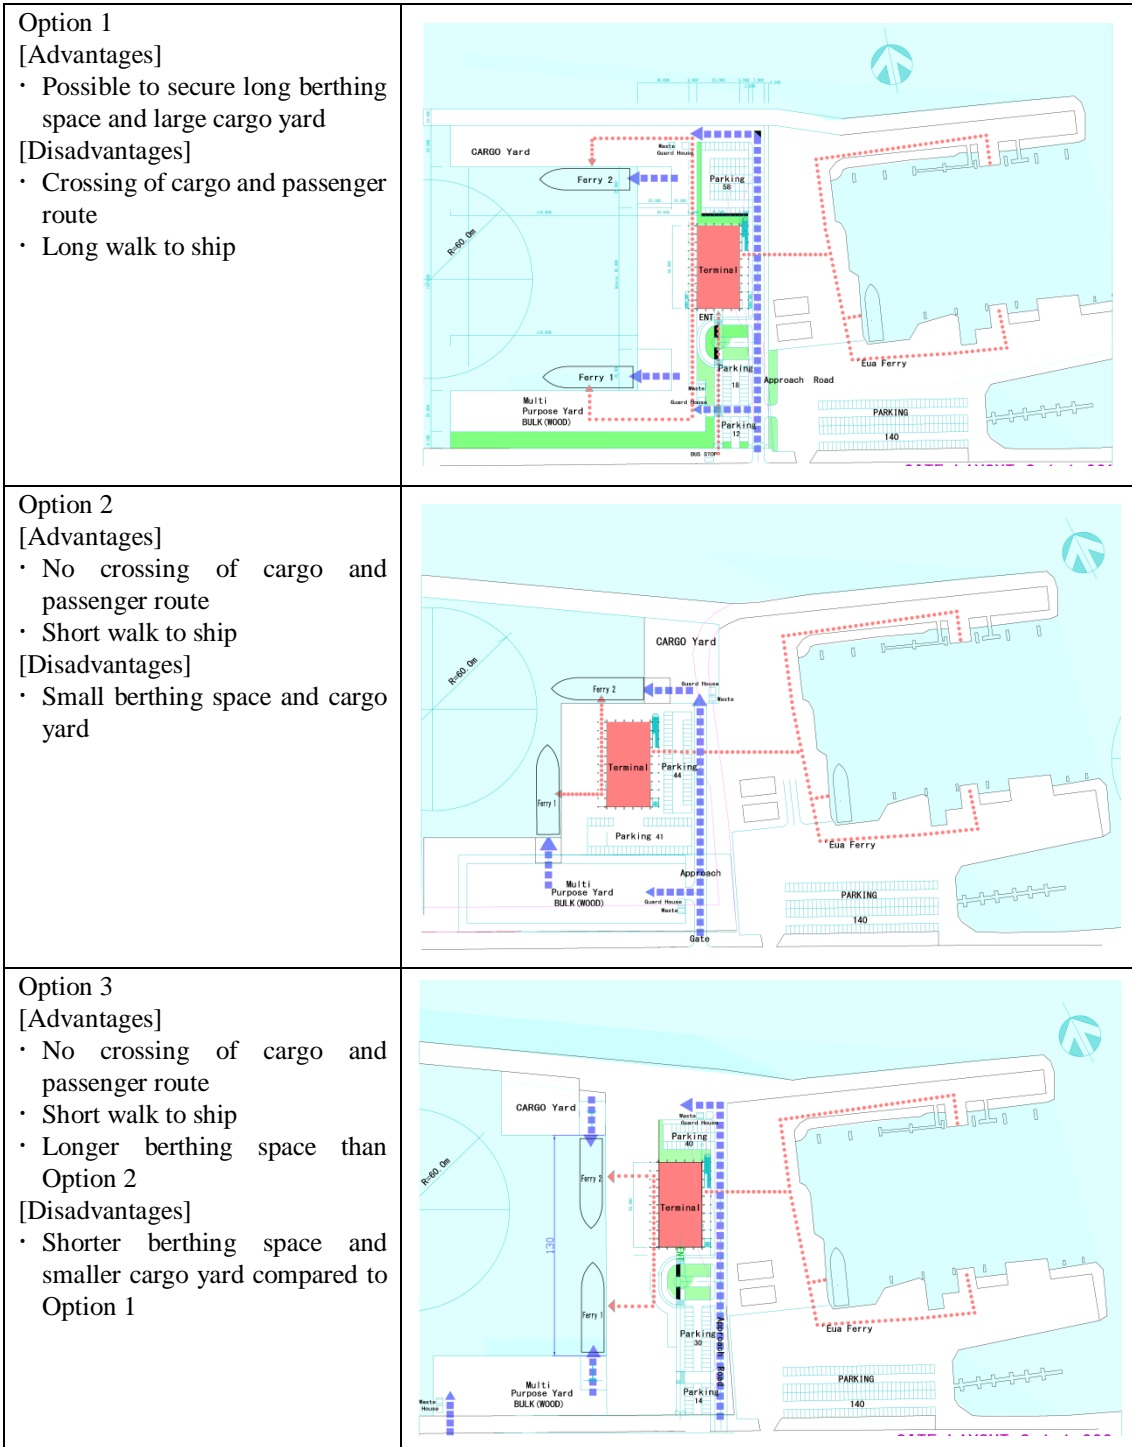 Option 1
[Advantages]
・ Possible to secure long berthing
space and large cargo yard
[Disadvantages]
・ Crossing of cargo and passenger
route
・ Long walk to ship
CARGO Yard
Waste
Guard House
Ferry 2
Parking
58
R=60.0m
Terminal
ENT
Ferry 1
Parking
18
Waste
Guard House
Approach Road
'Eua Ferry
Multi
Purpose Yard
BULK(WOOD)
Parking
12
BUS STOP
PARKING
140
Option 2
[Advantages]
・ No crossing of cargo and
passenger route
・ Short walk to ship
[Disadvantages]
・ Small berthing space and cargo
yard
CARGO Yard
R=60.0m
Guard House
Waste
Ferry 2
Terminal
Parking
44
Ferry 1
Parking 41
'Eua Ferry
Approach
Multi
Purpose Yard
BULK(WOOD)
Guard House
Waste
Gate
PARKING
140
Option 3
[Advantages]
・ No crossing of cargo and
passenger route
・ Short walk to ship
・ Longer berthing space than
Option 2
[Disadvantages]
・ Shorter berthing space and
smaller cargo yard compared to
Option 1
CARGO Yard
Waste
Guard House
Parking
40
R=60.0m
Ferry 2
Terminal
130
ENT
Ferry 1
Parking
30
Approach Road
'Eua Ferry
Multi
Purpose Yard
BULK(WOOD)
Parking
14
Waste
House
PARKING
140